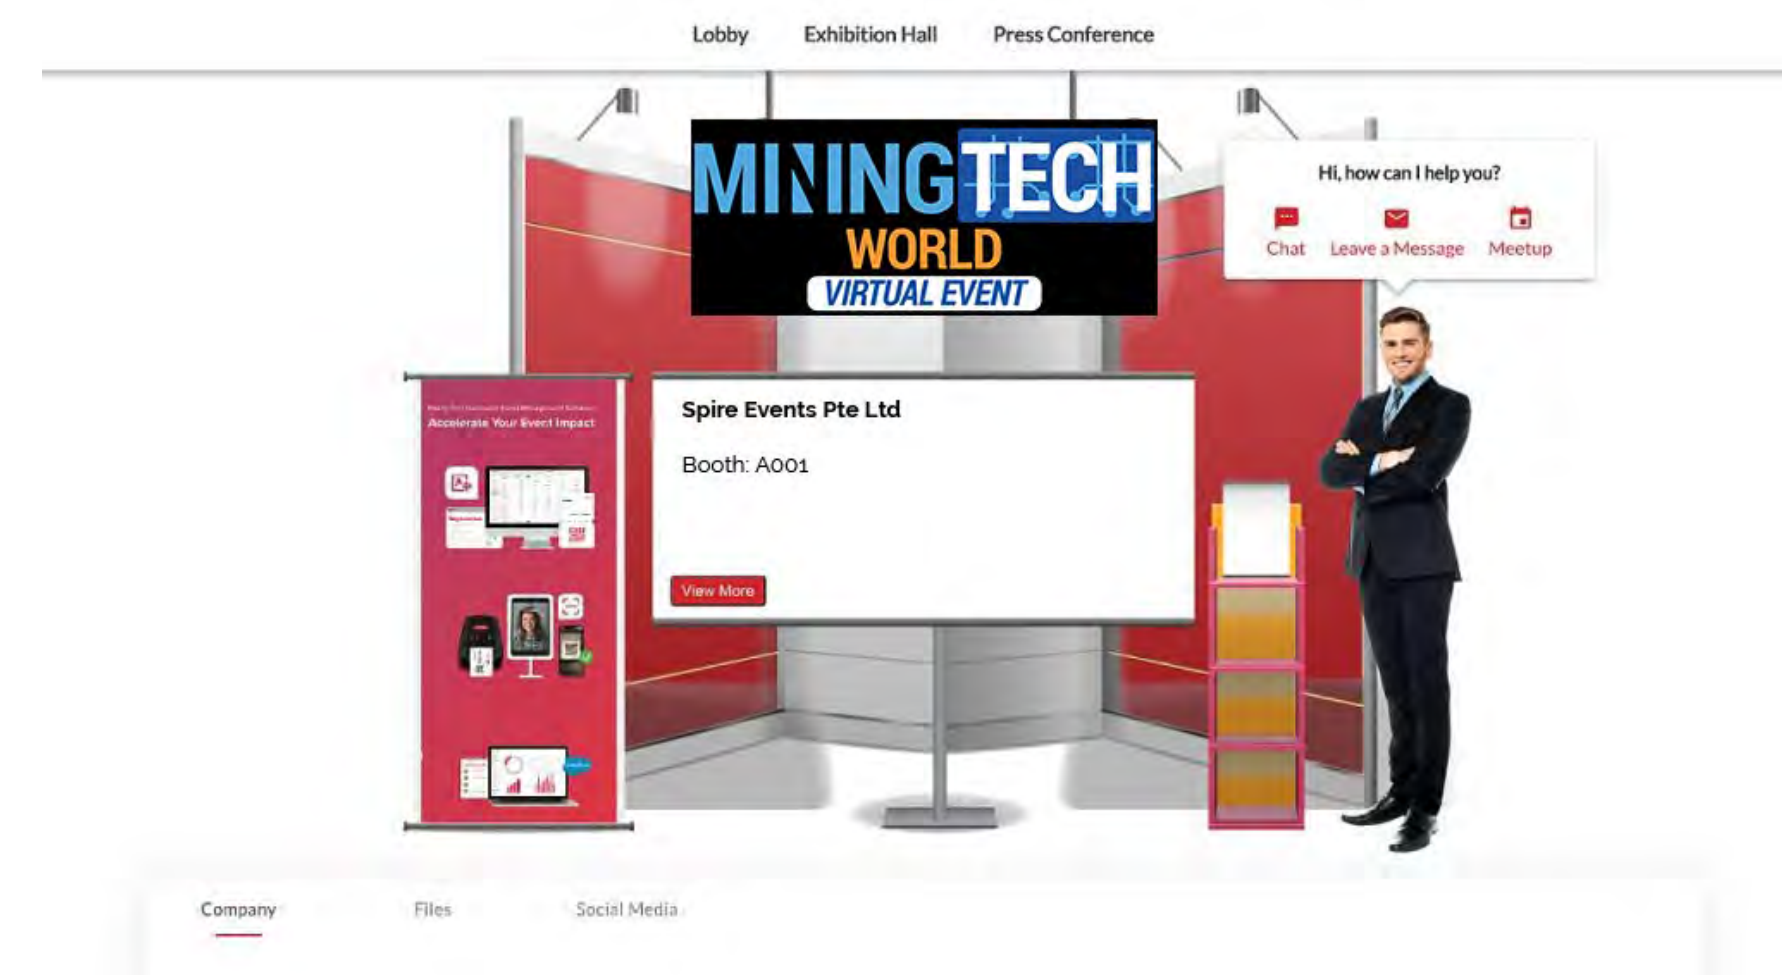 Lobby Exhibition Hall Press Conference
MININGTECH
WORLD
VIRTUAL EVENT
Hi, how can I help you?
Chat Leave a Message Meetup
Accelerate Your Event Impact
Spire Events Pte Ltd
Booth: A001
View More
Company Files Social Media